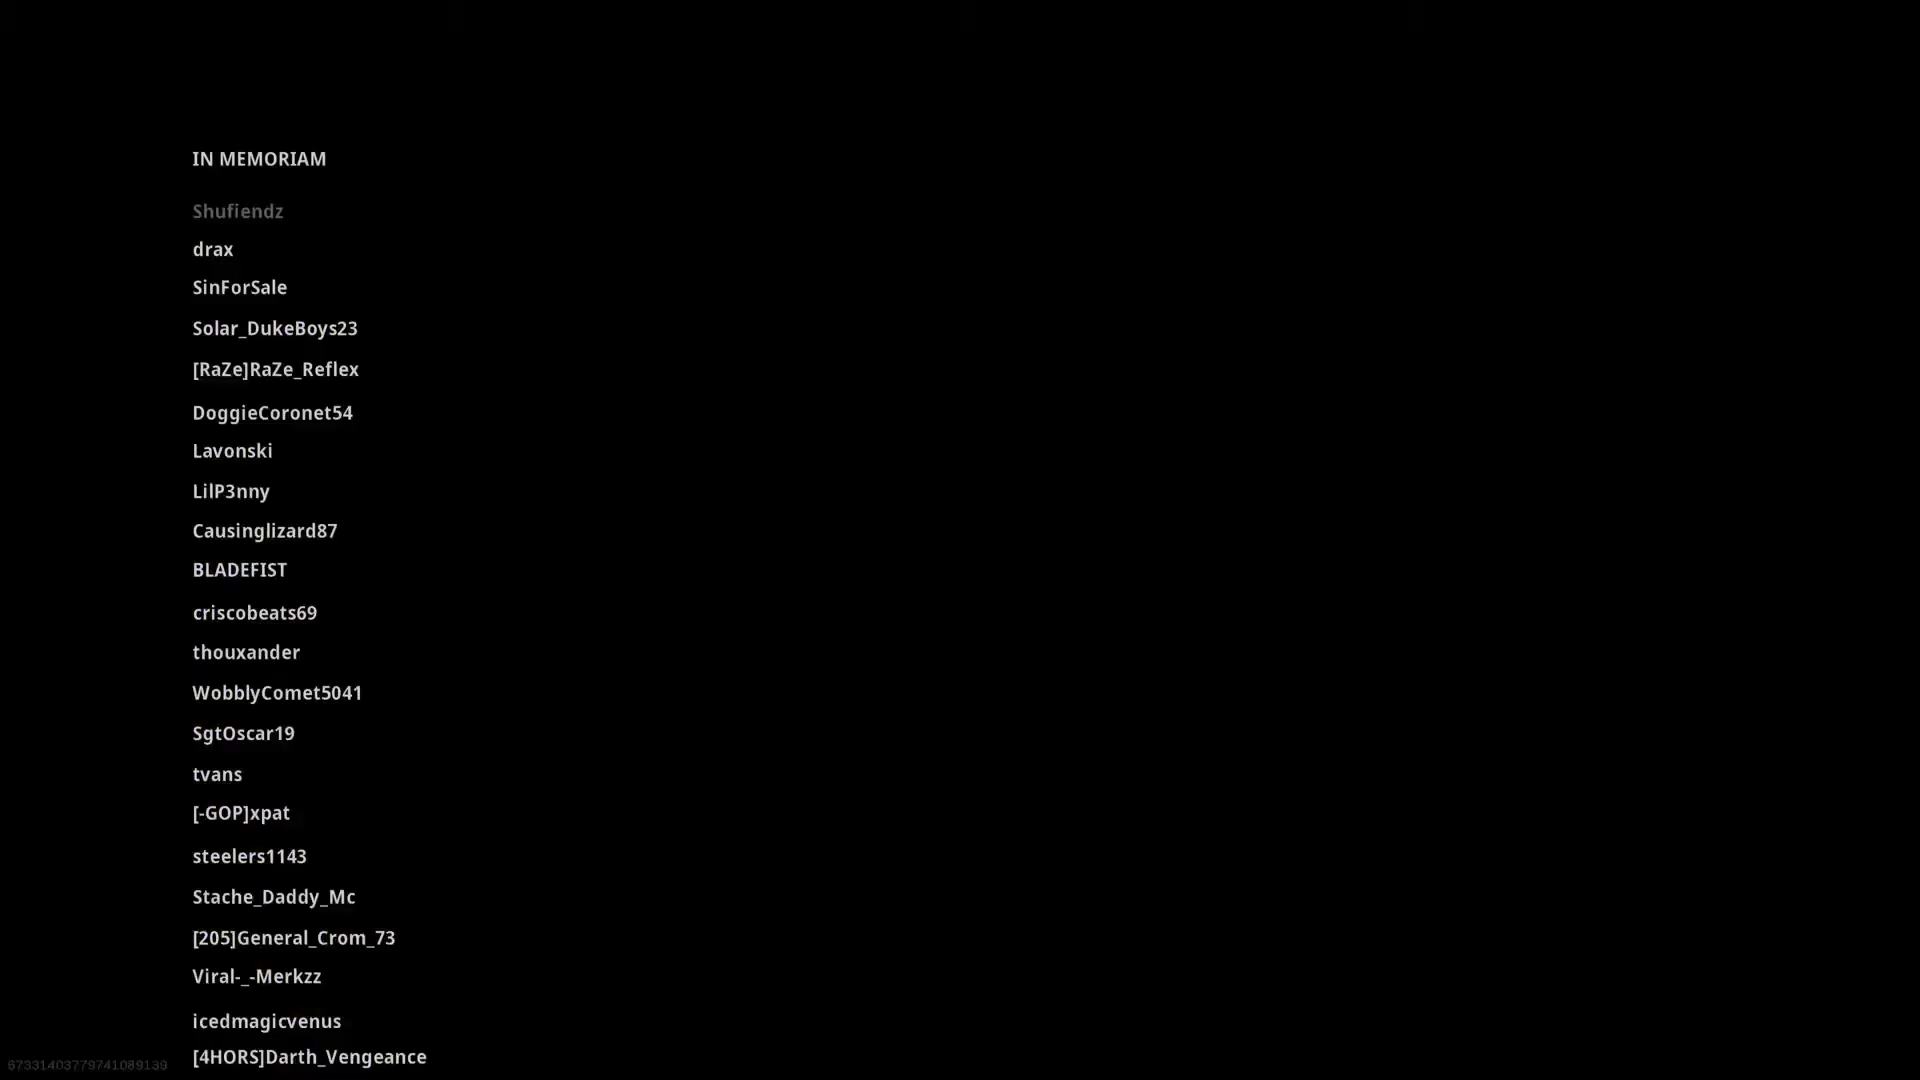 IN MEMORIAM
Shufiendz
drax
SinForSale
Solar_DukeBoys23
[RaZe]RaZe_Reflex
DoggieCoronet54
Lavonski
LilP3nny
Causinglizard87
BLADEFIST
criscobeats69
thouxander
WobblyComet5041
SgtOscar19
tvans
[-GOP]xpat
steelers1143
Stache_Daddy_Mc
[205]General_Crom_73
Viral-_-Merkzz
icedmagicvenus
[4HORS]Darth_Vengeance
67331403779741089139